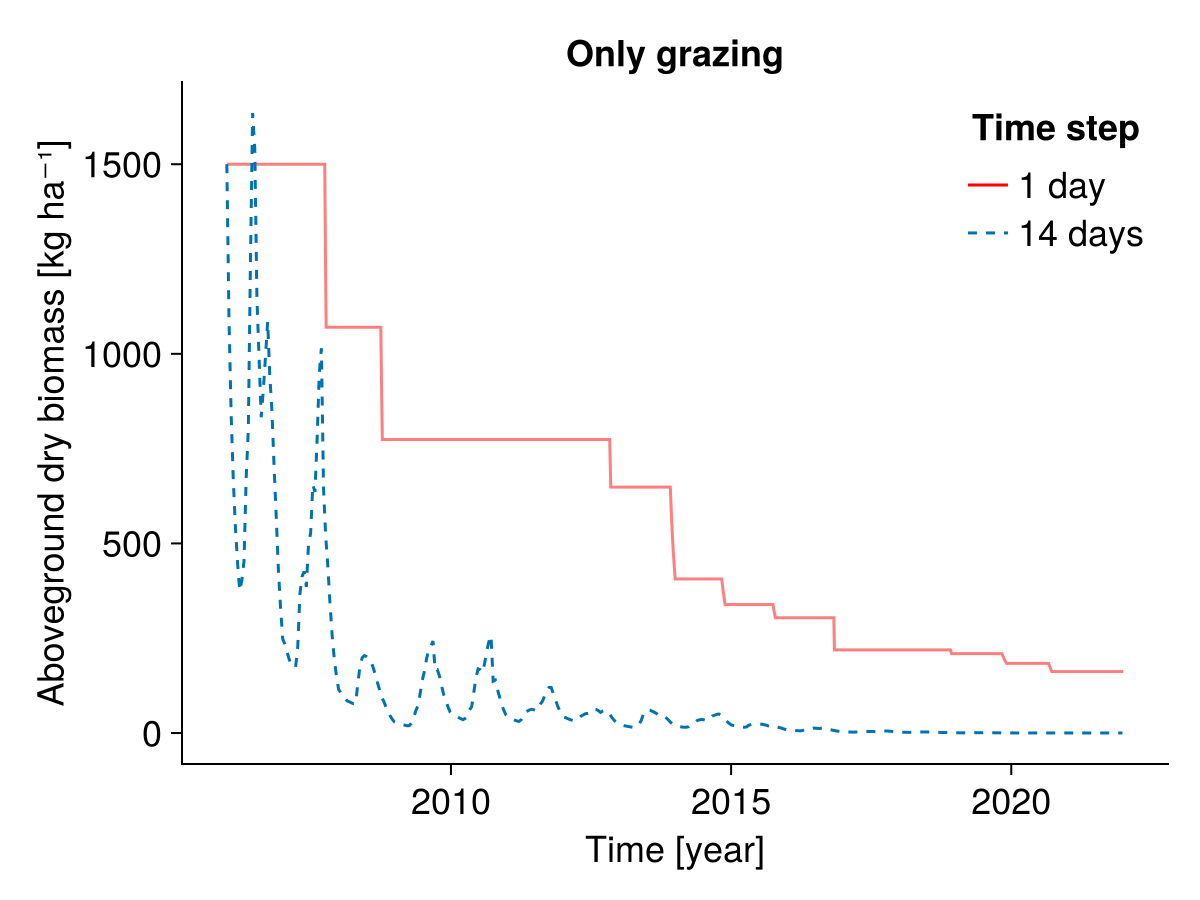 Only grazing
Time step
1 day
14 days
Aboveground dry biomass [kg ha⁻¹]
1500
1000
500
0
2010
2015
2020
Time [year]